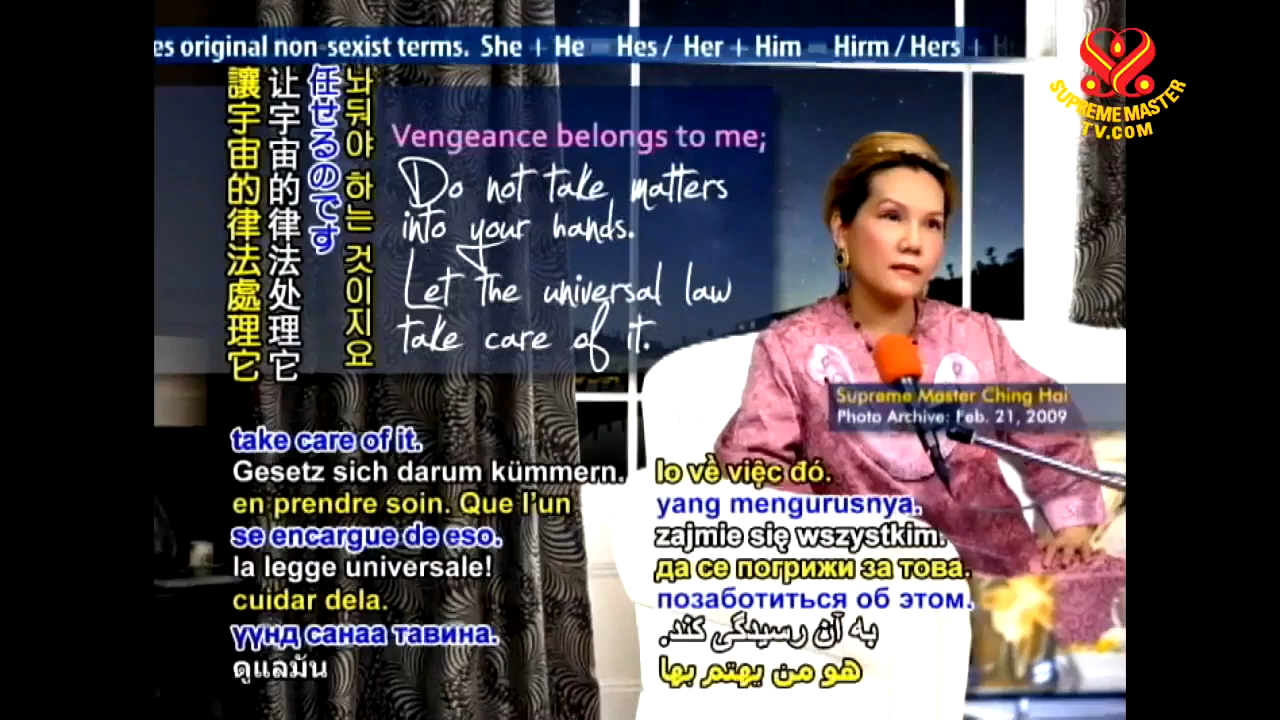 es original non-sexist terms. She + He = Hes / Her + Him = Hirm / Hers +
SUPREME MASTER
TV.COM
讓宇宙的律法處理它
让宇宙的律法处理它
任せるのです
놔둬야 하는 것이지요
Vengeance belongs to me;
Do not take matters
into your hands.
Let the universal law
take care of it.
Supreme Master Ching Hai
Photo Archive: Feb. 21, 2009
take care of it.
Gesetz sich darum kümmern.
en prendre soin. Que l'un
se encargue de eso.
la legge universale!
cuidar dela.
үүнд санаа тавина.
ดูแลมัน
lo về việc đó.
yang mengurusnya.
zajmie się wszystkim.
да се погрижи за това.
позаботиться об этом.
به آن رسیدگی کند.
هو من يهتم بها